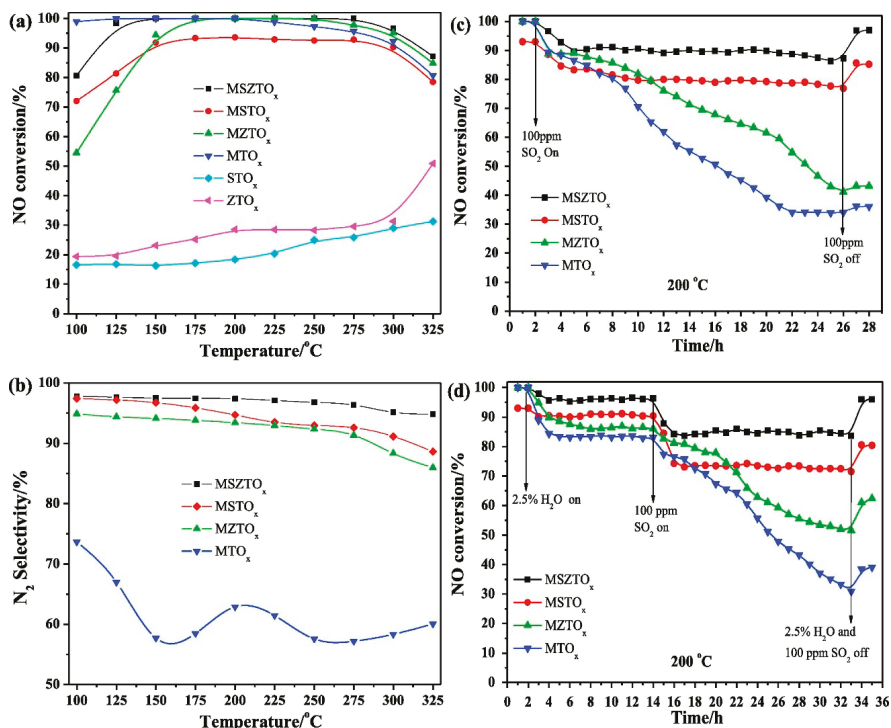 (a)
NO conversion/%
100
90
80
70
60
50
40
30
20
10
0
MSZTOx
MSTOx
MZTOx
MTOx
STOx
ZTOx
100 125 150 175 200 225 250 275 300 325
Temperature/°C
(c)
NO conversion/%
100
90
80
70
60
50
40
30
20
10
0
100ppm
SO2 On
MSZTOx
MSTOx
MZTOx
MTOx
100ppm
SO2 off
200 °C
0 2 4 6 8 10 12 14 16 18 20 22 24 26 28
Time/h
(b)
N2 Selectivity/%
100
90
80
70
60
50
MSZTOx
MSTOx
MZTOx
MTOx
100 125 150 175 200 225 250 275 300 325
Temperature/°C
(d)
NO conversion/%
100
90
80
70
60
50
40
30
20
10
0
2.5% H2O on
100 ppm
SO2 on
MSZTOx
MSTOx
MZTOx
MTOx
2.5% H2O and
100 ppm SO2 off
200 °C
0 2 4 6 8 10 12 14 16 18 20 22 24 26 28 30 32 34 36
Time/h